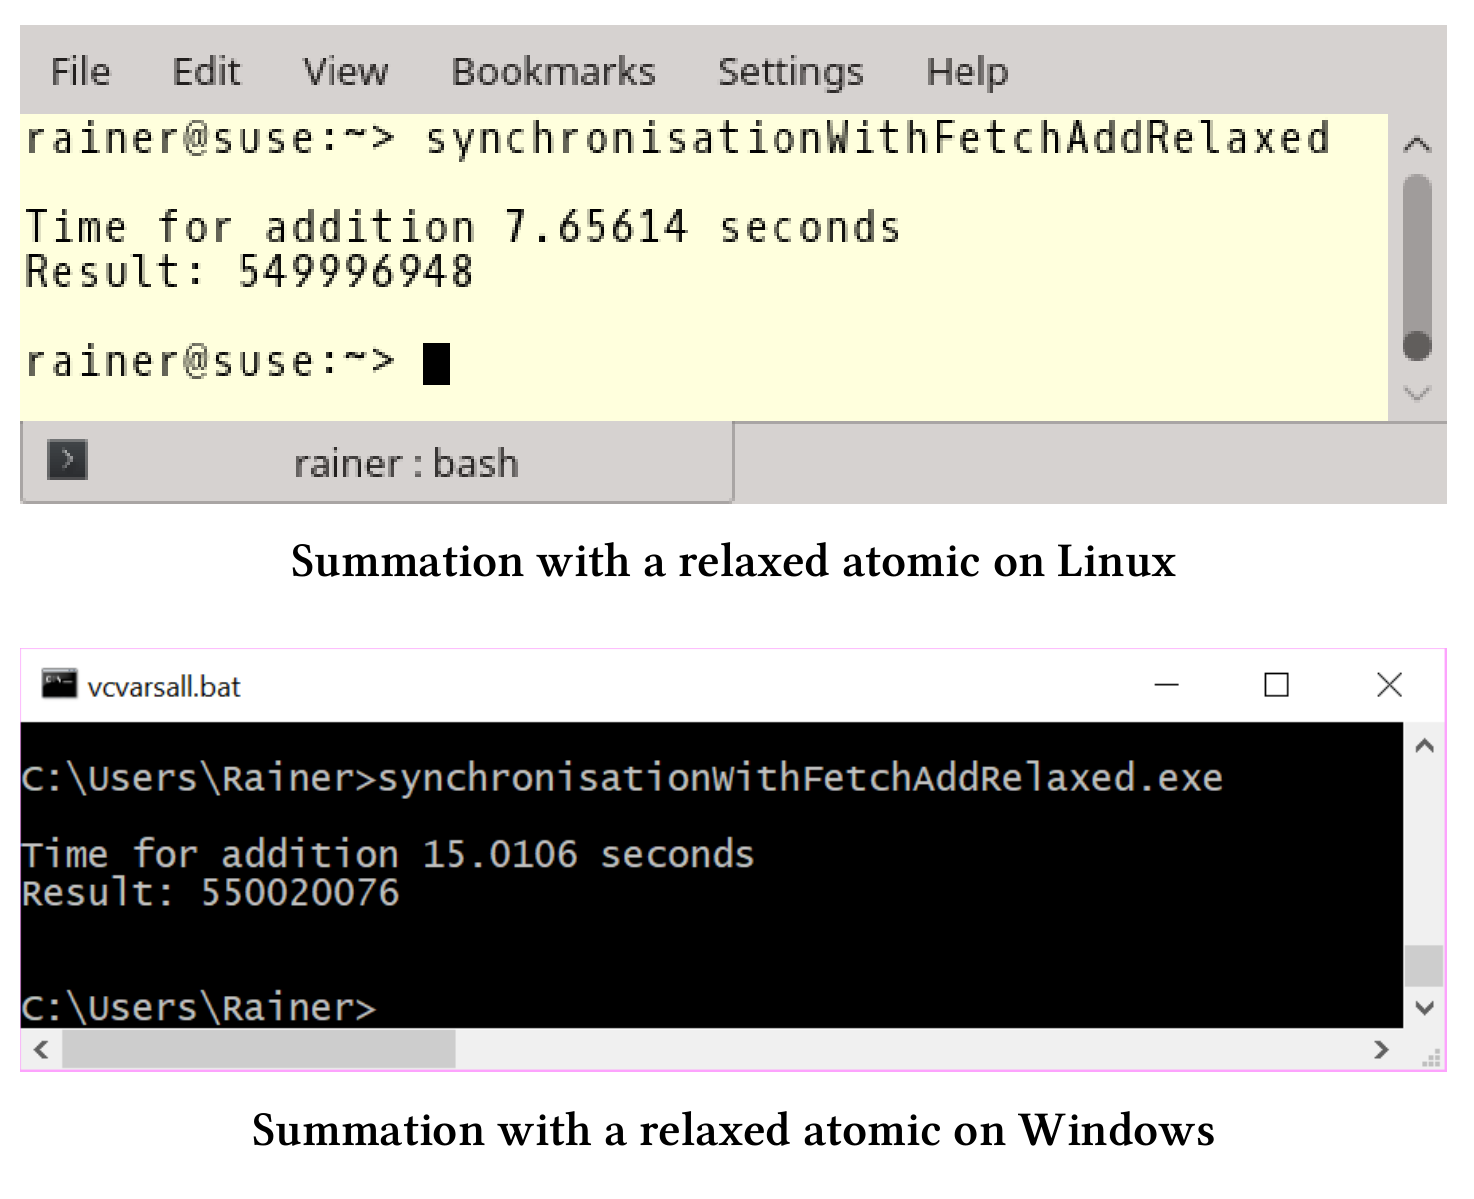 File Edit View Bookmarks Settings Help
rainer@suse:~> synchronisationWithFetchAddRelaxed
Time for addition 7.65614 seconds
Result: 549996948
rainer@suse:~>
rainer : bash
Summation with a relaxed atomic on Linux
vcvarsall.bat
C:\Users\Rainer>synchronisationWithFetchAddRelaxed.exe
Time for addition 15.0106 seconds
Result: 550020076
C:\Users\Rainer>
Summation with a relaxed atomic on Windows